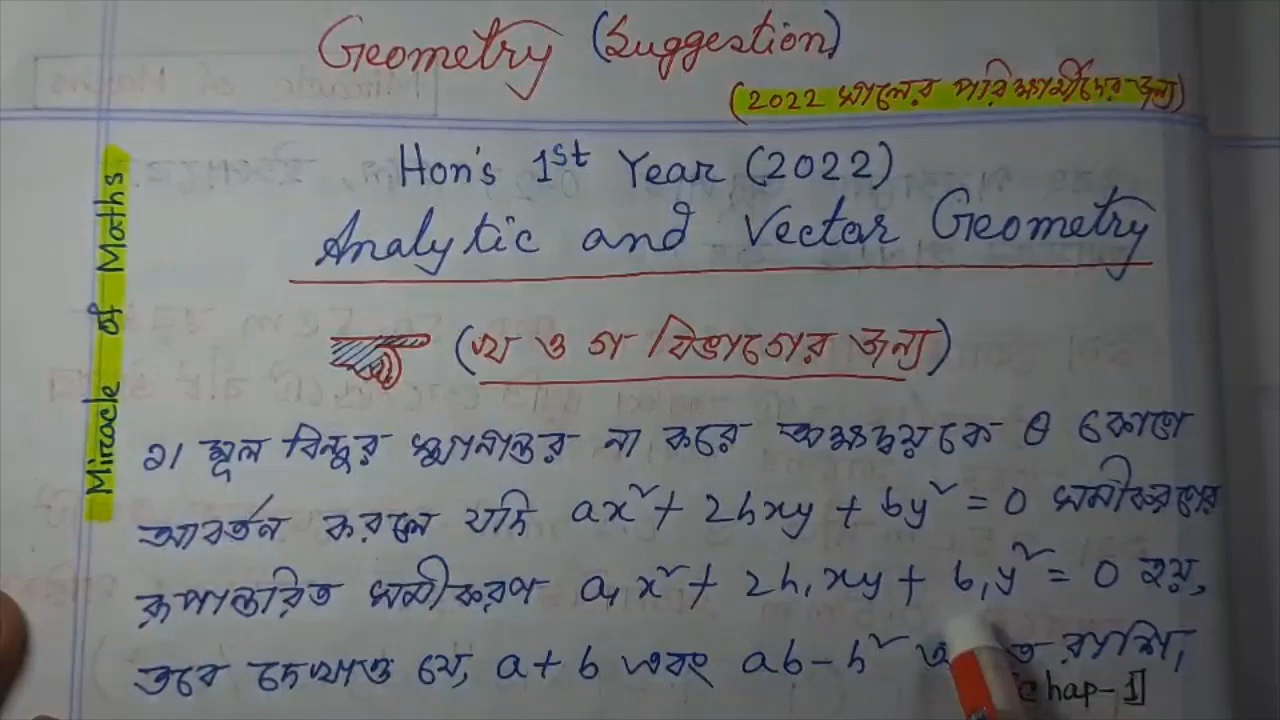 Geometry (Suggestion)
(2022 সালের পরিক্ষার্থীদের জন্য)
Hon's 1st Year (2022)
Analytic and Vectar Geometry
(খ ও গ বিভাগের জন্য)
Miracle of Maths
১। মূল বিন্দুর স্থানান্তর না করে অক্ষদ্বয়কে θ কোণে
আবর্তন করলে যদি ax² + 2hxy + by² = 0 সমীকরণের
রূপান্তরিত সমীকরণ a₁x² + 2h₁xy + b₁y² = 0 হয়,
তবে দেখাও যে, a + b এবং ab - h² রাশি।
chap-1]